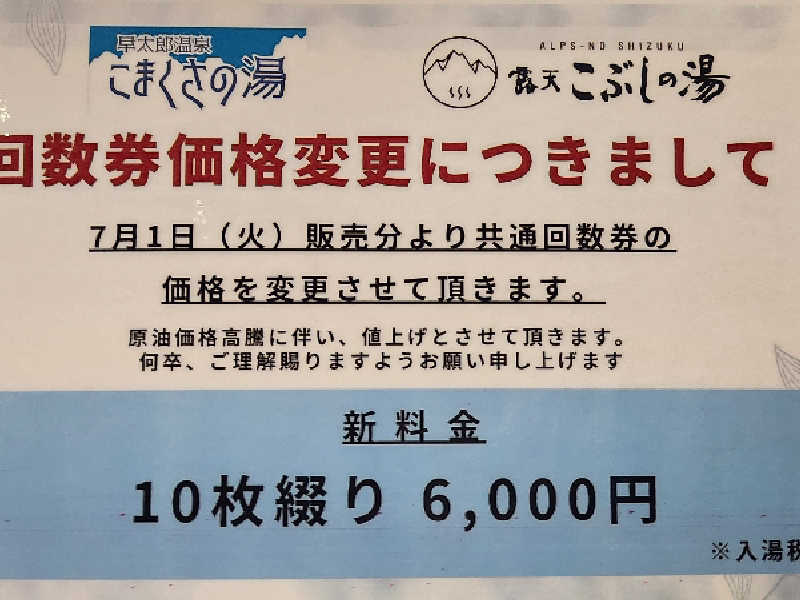 早太郎温泉
こまくさの湯
ALPS-NO SHIZUKU
露天こぶしの湯
回数券価格変更につきまして
7月1日（火）販売分より共通回数券の
価格を変更させて頂きます。
原油価格高騰に伴い、値上げとさせて頂きます。
何卒、ご理解賜りますようお願い申し上げます
新料金
10枚綴り 6,000円
※入湯税